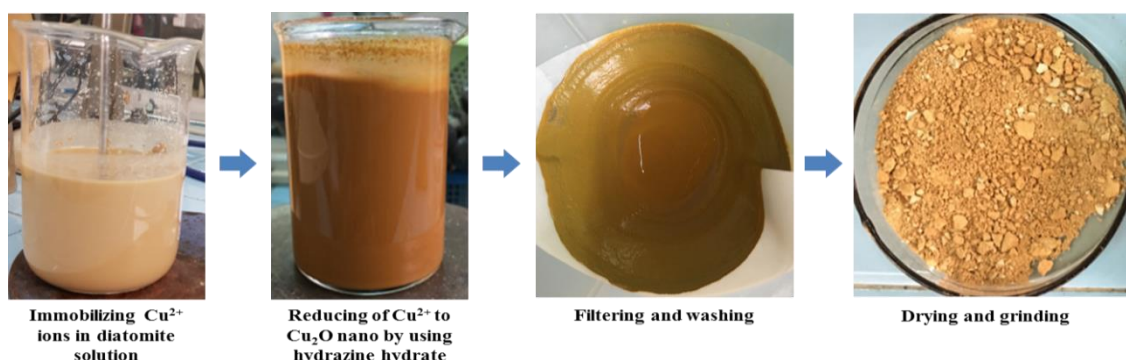 Immobilizing Cu²⁺
ions in diatomite
solution
Reducing of Cu²⁺ to
Cu₂O nano by using
hydrazine hydrate
Filtering and washing
Drying and grinding